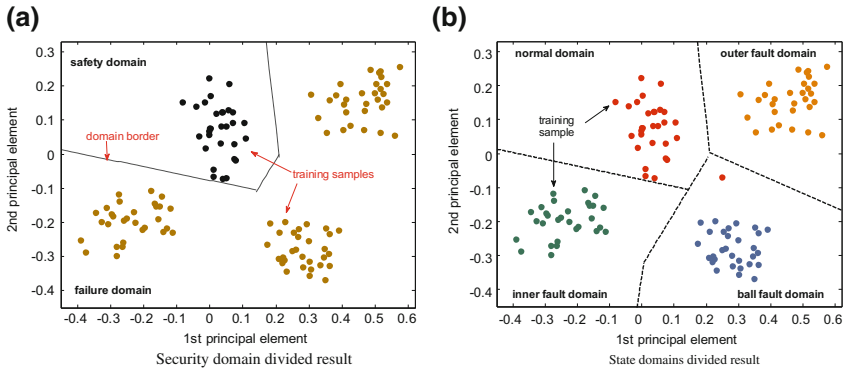 (a)
0.3
0.2
0.1
0
-0.1
-0.2
-0.3
-0.4
2nd principal element
safety domain
domain border
training samples
failure domain
-0.4 -0.3 -0.2 -0.1 0 0.1 0.2 0.3 0.4 0.5 0.6
1st principal element
Security domain divided result
(b)
0.3
0.2
0.1
0
-0.1
-0.2
-0.3
-0.4
2nd principal element
normal domain
outer fault domain
training
sample
inner fault domain
ball fault domain
-0.4 -0.3 -0.2 -0.1 0 0.1 0.2 0.3 0.4 0.5 0.6
1st principal element
State domains divided result